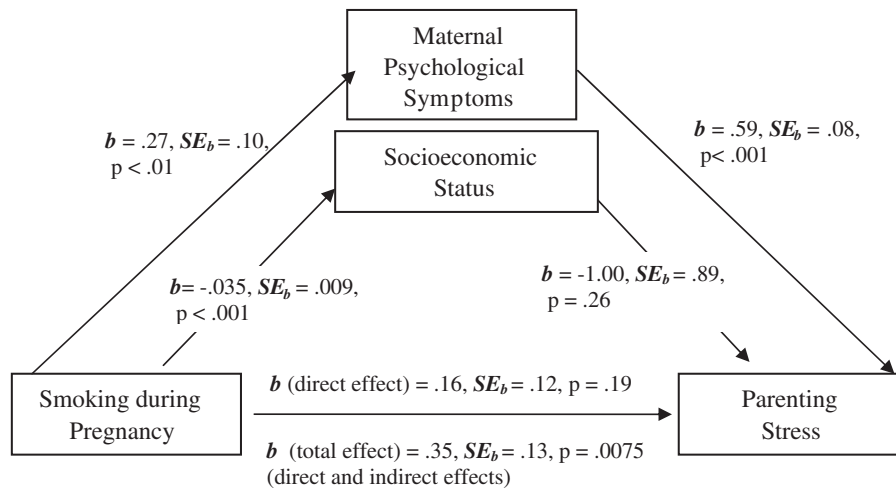 Maternal
Psychological
Symptoms
b = .27, SEb = .10,
p < .01
b = .59, SEb = .08,
p< .001
Socioeconomic
Status
b= -.035, SEb = .009,
p < .001
b = -1.00, SEb = .89,
p = .26
Smoking during
Pregnancy
b (direct effect) = .16, SEb = .12, p = .19
b (total effect) = .35, SEb = .13, p = .0075
(direct and indirect effects)
Parenting
Stress